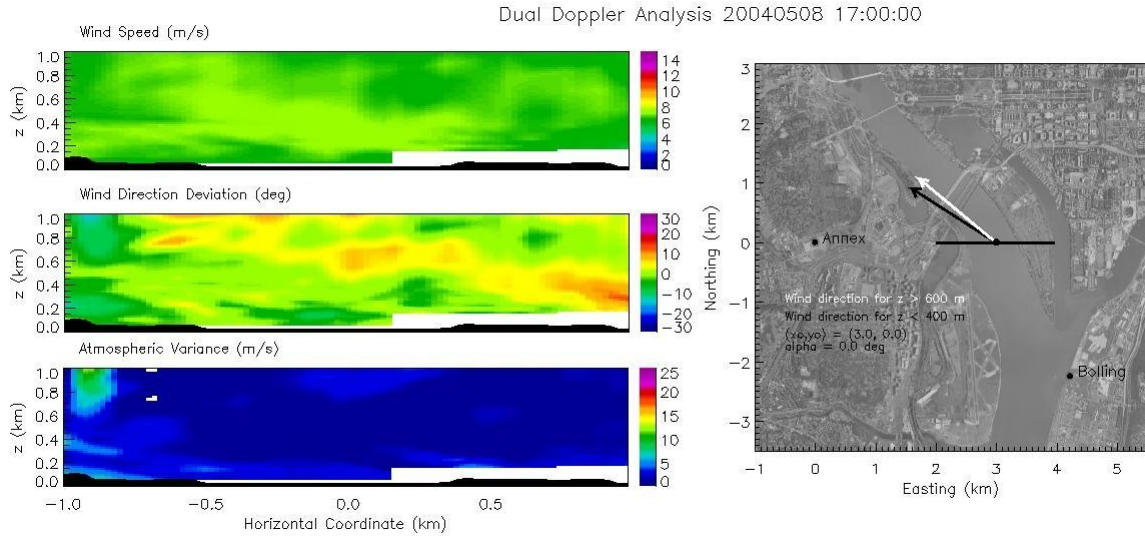 Dual Doppler Analysis 20040508 17:00:00
Wind Speed (m/s)
z (km)
1.0
0.8
0.6
0.4
0.2
0.0
14
12
10
8
6
4
2
0
Wind Direction Deviation (deg)
z (km)
1.0
0.8
0.6
0.4
0.2
0.0
30
20
10
0
−10
−20
−30
Atmospheric Variance (m/s)
z (km)
1.0
0.8
0.6
0.4
0.2
0.0
25
20
15
10
5
0
−1.0 −0.5 0.0 0.5
Horizontal Coordinate (km)
Northing (km)
3
2
1
0
−1
−2
−3
Annex
Wind direction for z > 600 m
Wind direction for z < 400 m
(xo,yo) = (3.0, 0.0)
alpha = 0.0 deg
Bolling
−1 0 1 2 3 4 5
Easting (km)